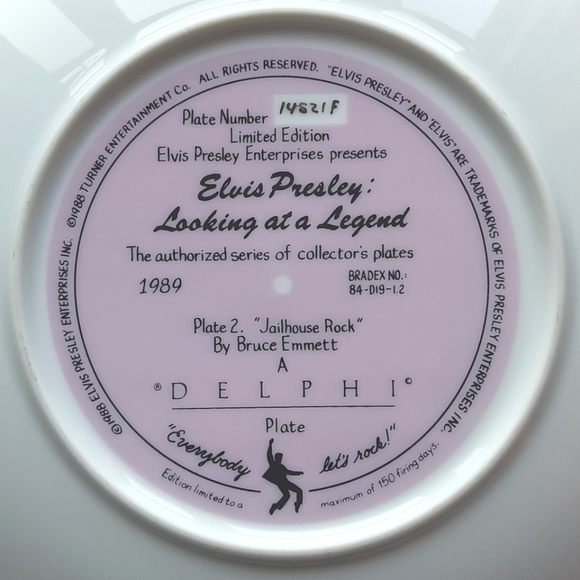 ©1988 ELVIS PRESLEY ENTERPRISES INC. ©1988 TURNER ENTERTAINMENT Co. ALL RIGHTS RESERVED. "ELVIS PRESLEY" AND 'ELVIS' ARE TRADEMARKS OF ELVIS PRESLEY ENTERPRISES INC.
Plate Number 14821F
Limited Edition
Elvis Presley Enterprises presents
Elvis Presley:
Looking at a Legend
The authorized series of collector's plates
1989
BRADEX NO.:
84-D19-1.2
Plate 2. "Jailhouse Rock"
By Bruce Emmett
A
® DELPHI ©
Plate
"Everybody let's rock!"
Edition limited to a maximum of 150 firing days.